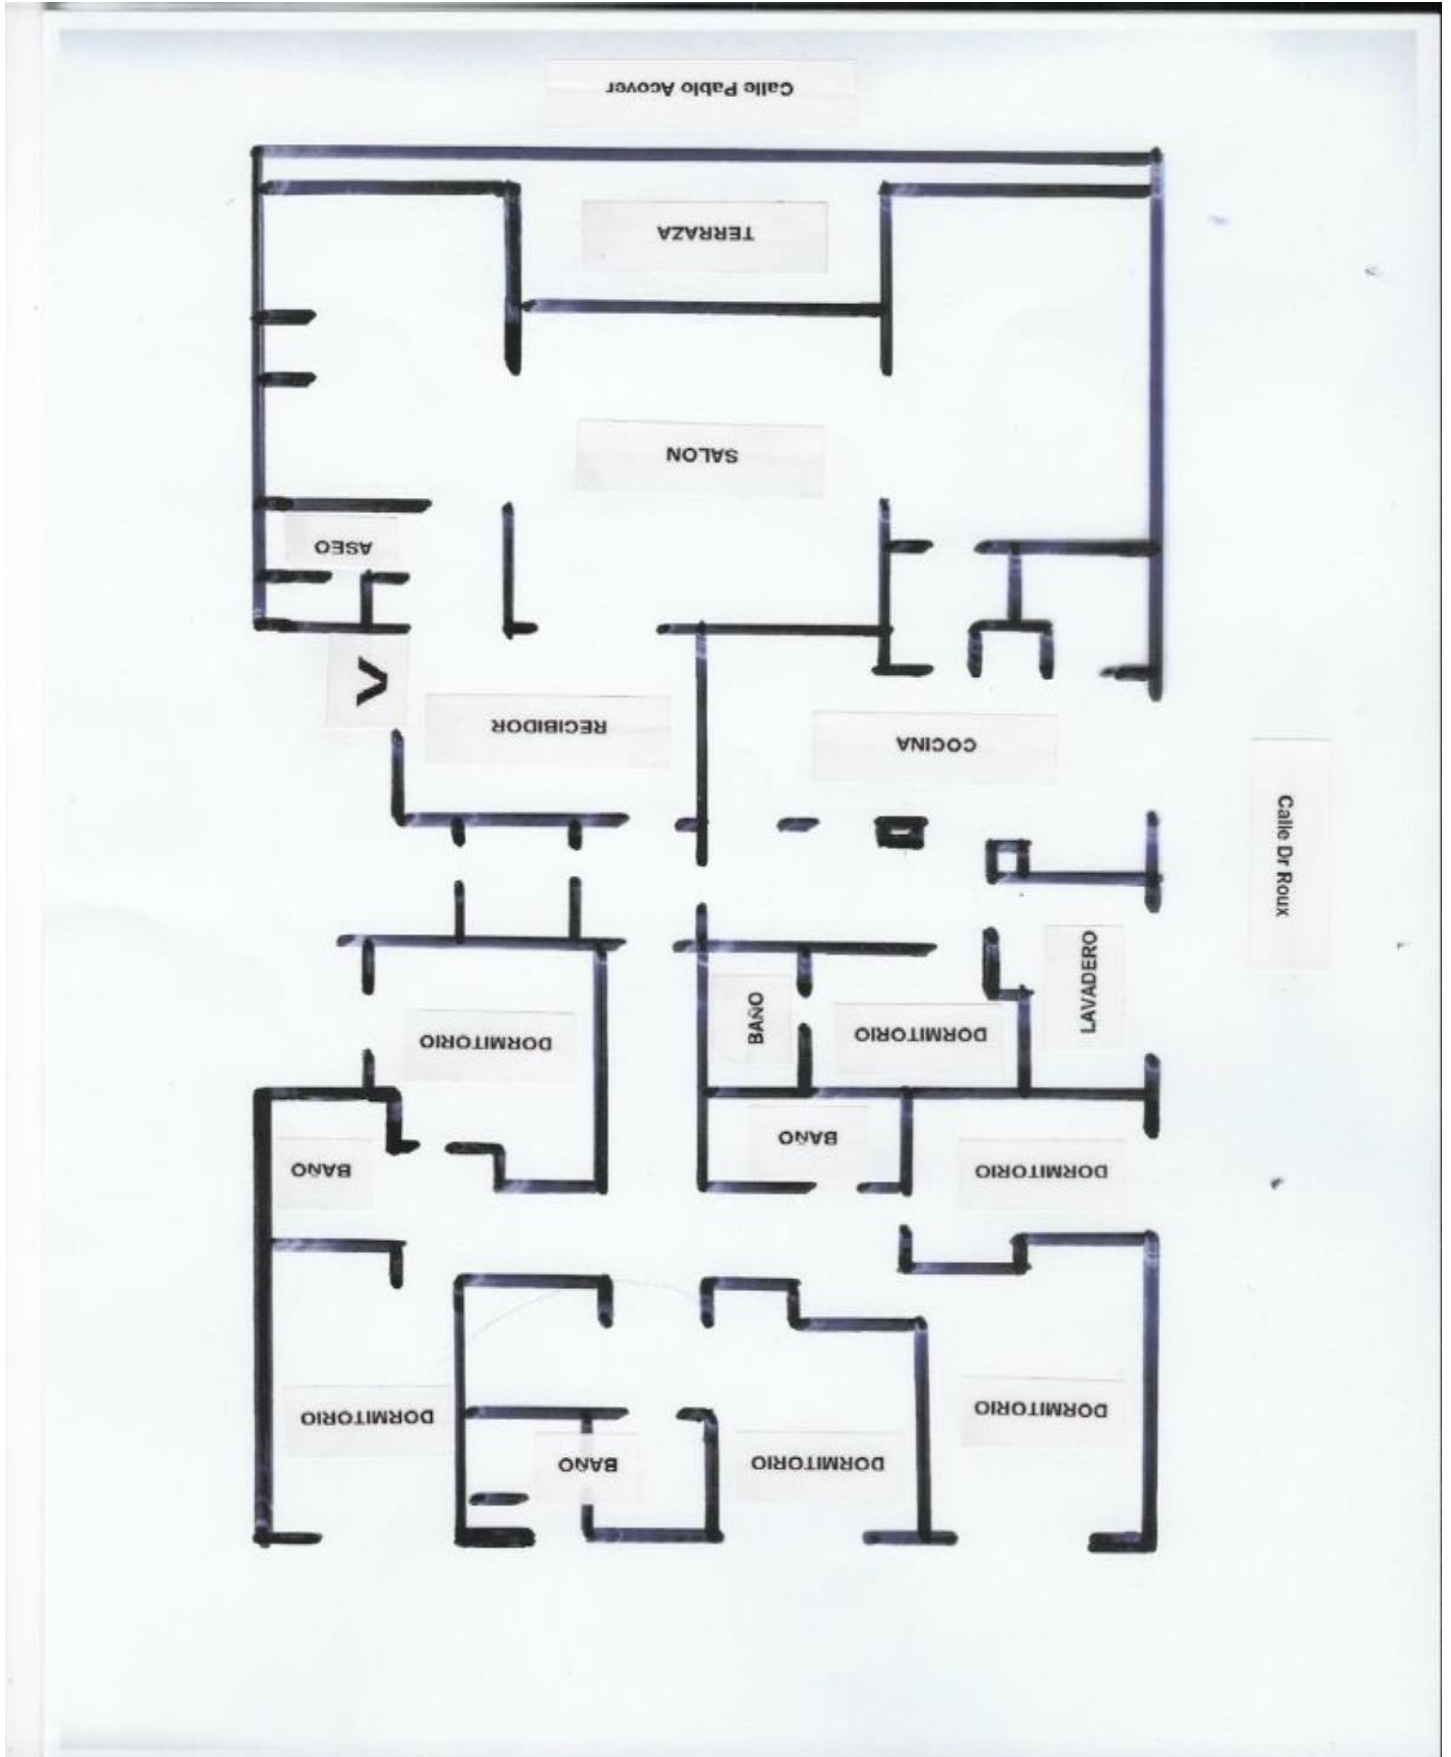 Calle Pablo Acover
TERRAZA
SALON
ASEO
V
RECIBIDOR
COCINA
Calle Dr Roux
LAVADERO
BAÑO
DORMITORIO
DORMITORIO
BAÑO
BAÑO
DORMITORIO
DORMITORIO
DORMITORIO
BAÑO
DORMITORIO